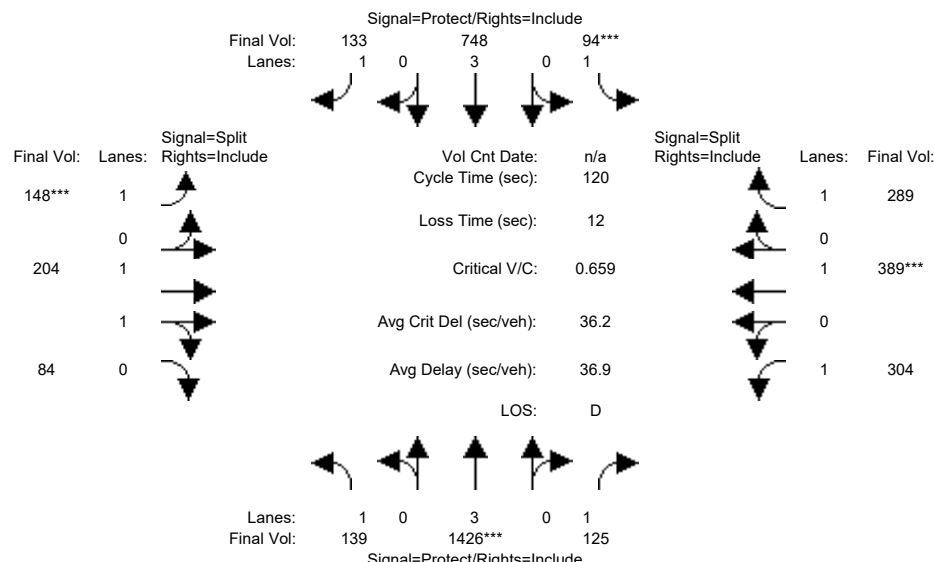 Signal=Protect/Rights=Include
Final Vol: 133 748 94***
Lanes: 1 0 3 0 1
Signal=Split Signal=Split
Final Vol: Lanes: Rights=Include Vol Cnt Date: n/a Rights=Include Lanes: Final Vol:
Cycle Time (sec): 120
148*** 1 1 289
Loss Time (sec): 12
0 0
204 1 Critical V/C: 0.659 1 389***
1 Avg Crit Del (sec/veh): 36.2 0
84 0 Avg Delay (sec/veh): 36.9 1 304
LOS: D
Lanes: 1 0 3 0 1
Final Vol: 139 1426*** 125
Signal=Protect/Rights=Include